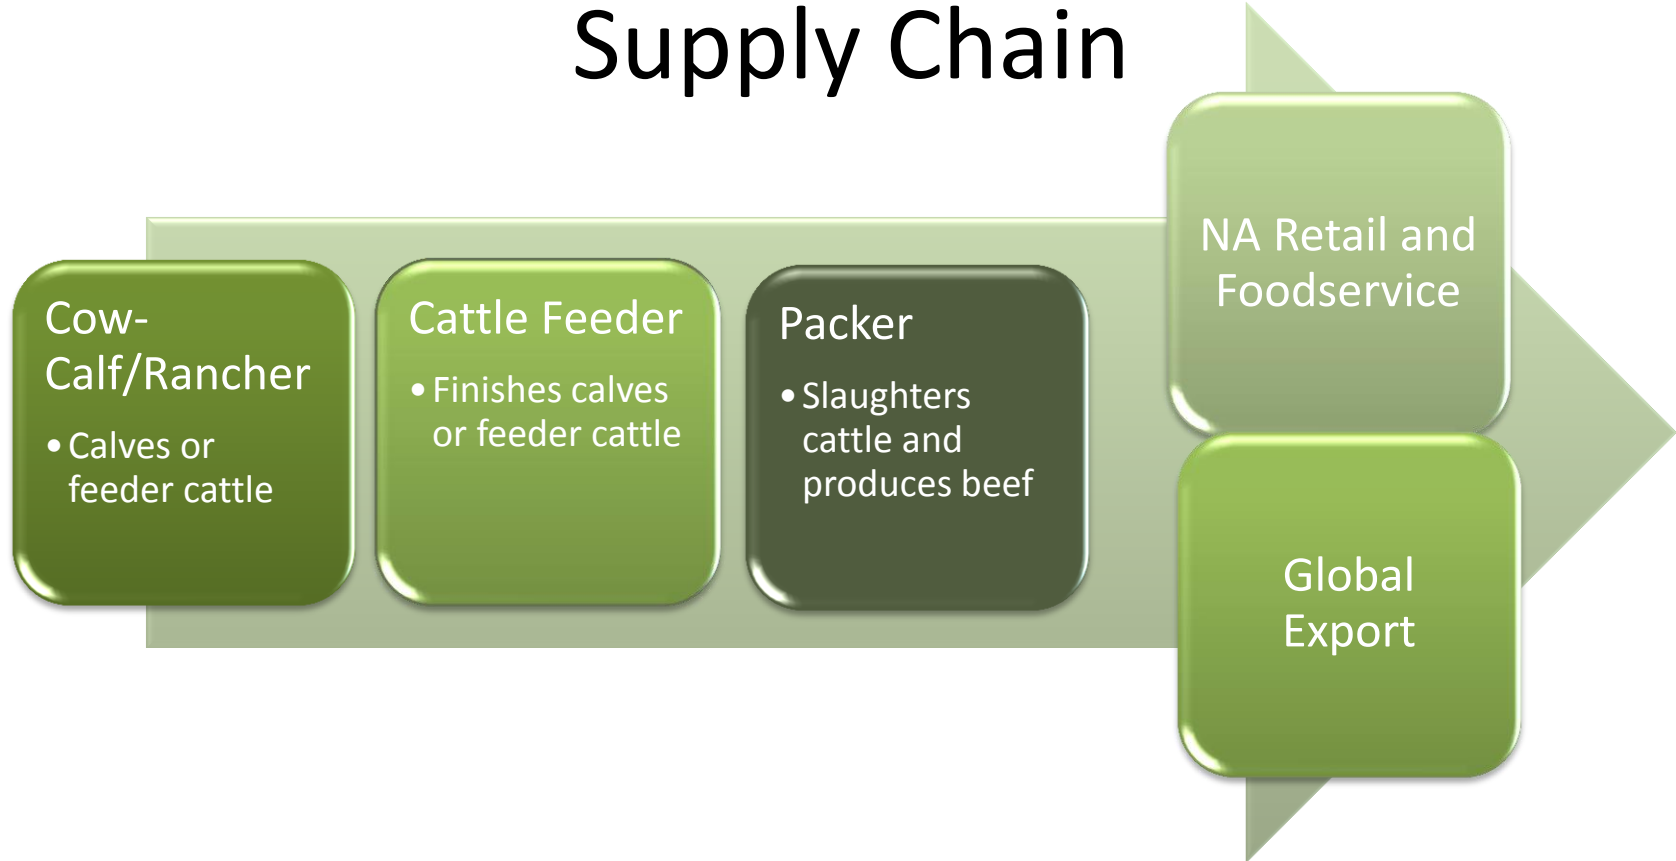 Supply Chain
Cow-
Calf/Rancher
• Calves or
feeder cattle
Cattle Feeder
• Finishes calves
or feeder cattle
Packer
• Slaughters
cattle and
produces beef
NA Retail and
Foodservice
Global
Export